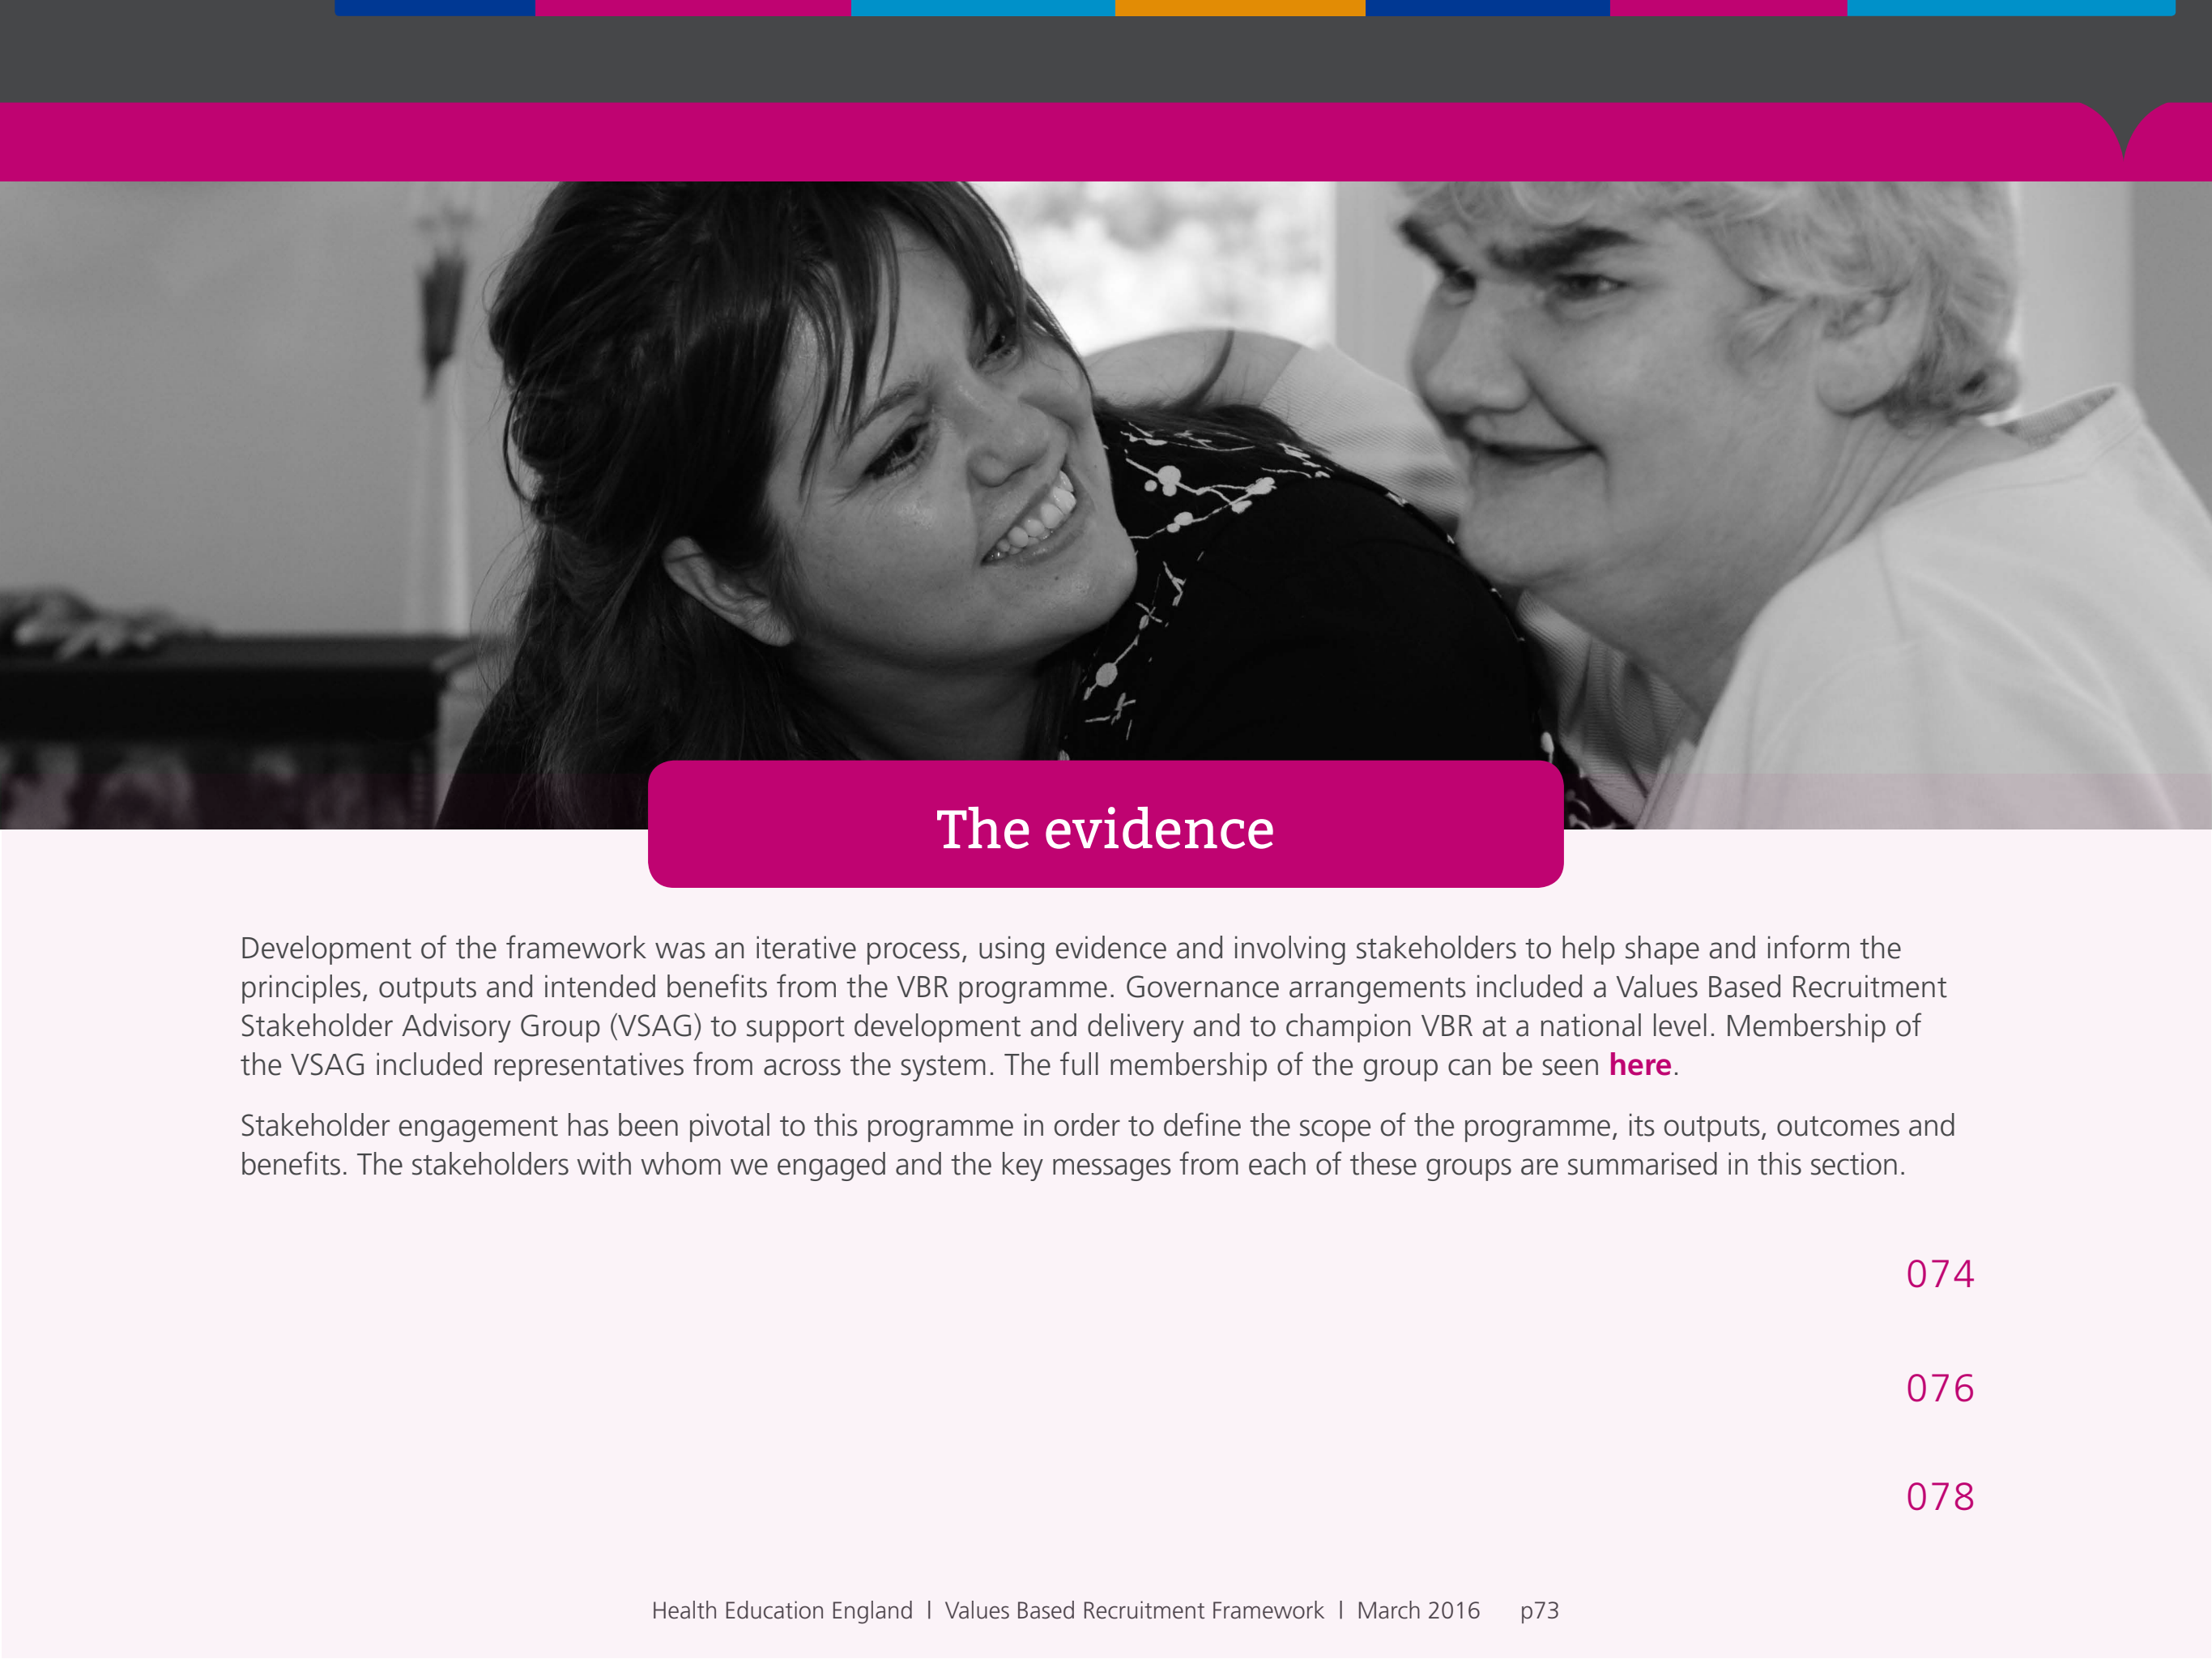 The evidence
Development of the framework was an iterative process, using evidence and involving stakeholders to help shape and inform the
principles, outputs and intended benefits from the VBR programme. Governance arrangements included a Values Based Recruitment
Stakeholder Advisory Group (VSAG) to support development and delivery and to champion VBR at a national level. Membership of
the VSAG included representatives from across the system. The full membership of the group can be seen here.
Stakeholder engagement has been pivotal to this programme in order to define the scope of the programme, its outputs, outcomes and
benefits. The stakeholders with whom we engaged and the key messages from each of these groups are summarised in this section.
074
076
078
Health Education England | Values Based Recruitment Framework | March 2016 p73